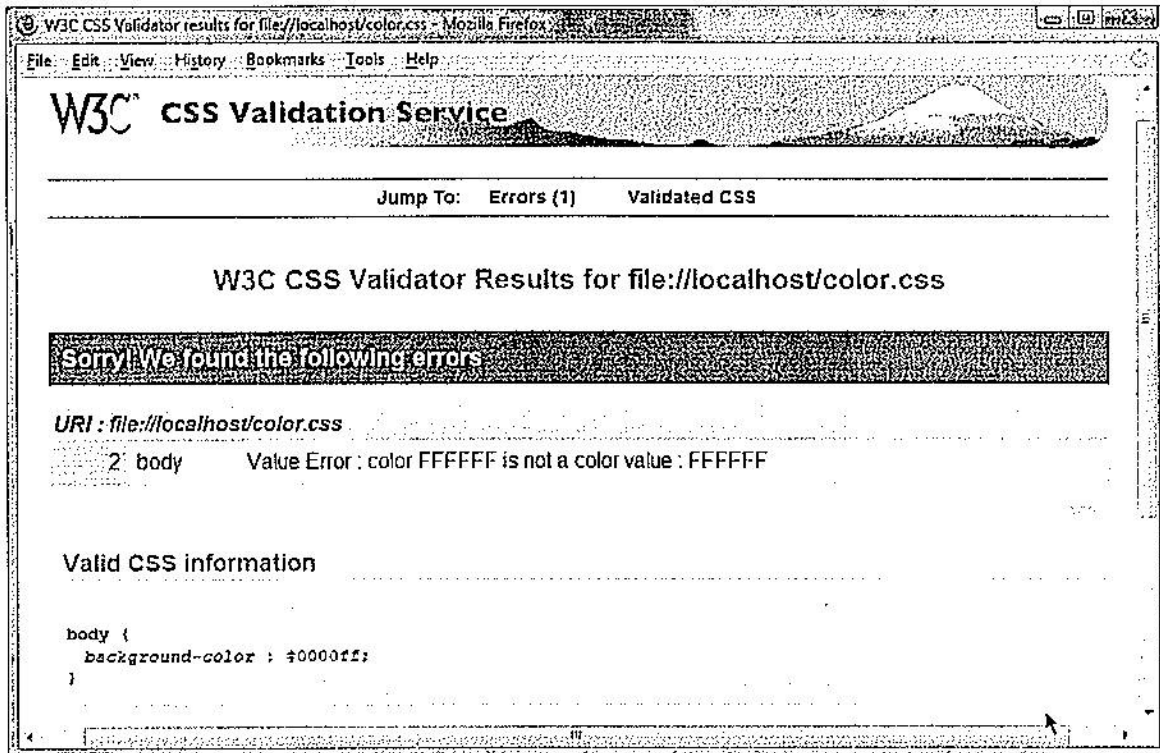 W3C CSS Validator results for file://localhost/color.css - Mozilla Firefox
File Edit View History Bookmarks Tools Help
W3C CSS Validation Service
Jump To: Errors (1) Validated CSS
W3C CSS Validator Results for file://localhost/color.css
Sorry! We found the following errors
URI : file://localhost/color.css
2 body Value Error : color FFFFFF is not a color value : FFFFFF
Valid CSS information
body {
background-color : #0000ff;
}